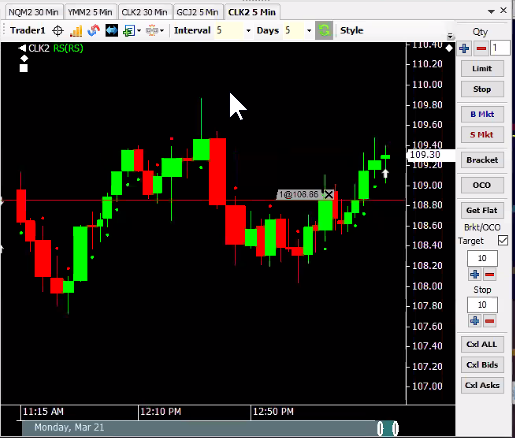 NQM2 30 Min YMM2 5 Min CLK2 30 Min GCJ2 5 Min CLK2 5 Min
Trader1 Interval 5 Days 5 Style
CLK2 RS(RS)
110.40
110.20
110.00
109.80
109.60
109.40
109.30
109.20
109.00
108.80
108.60
108.40
108.20
108.00
107.80
107.60
107.40
107.20
107.00
1@108.86
11:15 AM 12:10 PM 12:50 PM
Monday, Mar 21
Qty
1
Limit
Stop
B Mkt
S Mkt
Bracket
OCO
Get Flat
Brkt/OCO
Target
10
Stop
10
Cxl ALL
Cxl Bids
Cxl Asks